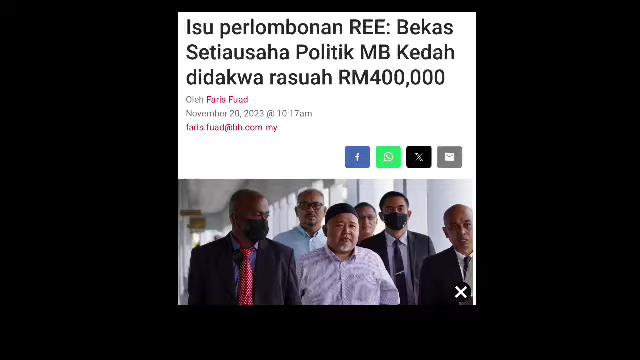 Isu perlombonan REE: Bekas
Setiausaha Politik MB Kedah
didakwa rasuah RM400,000
Oleh Faris Fuad
November 20, 2023 @ 10:17am
faris.fuad@bh.com.my